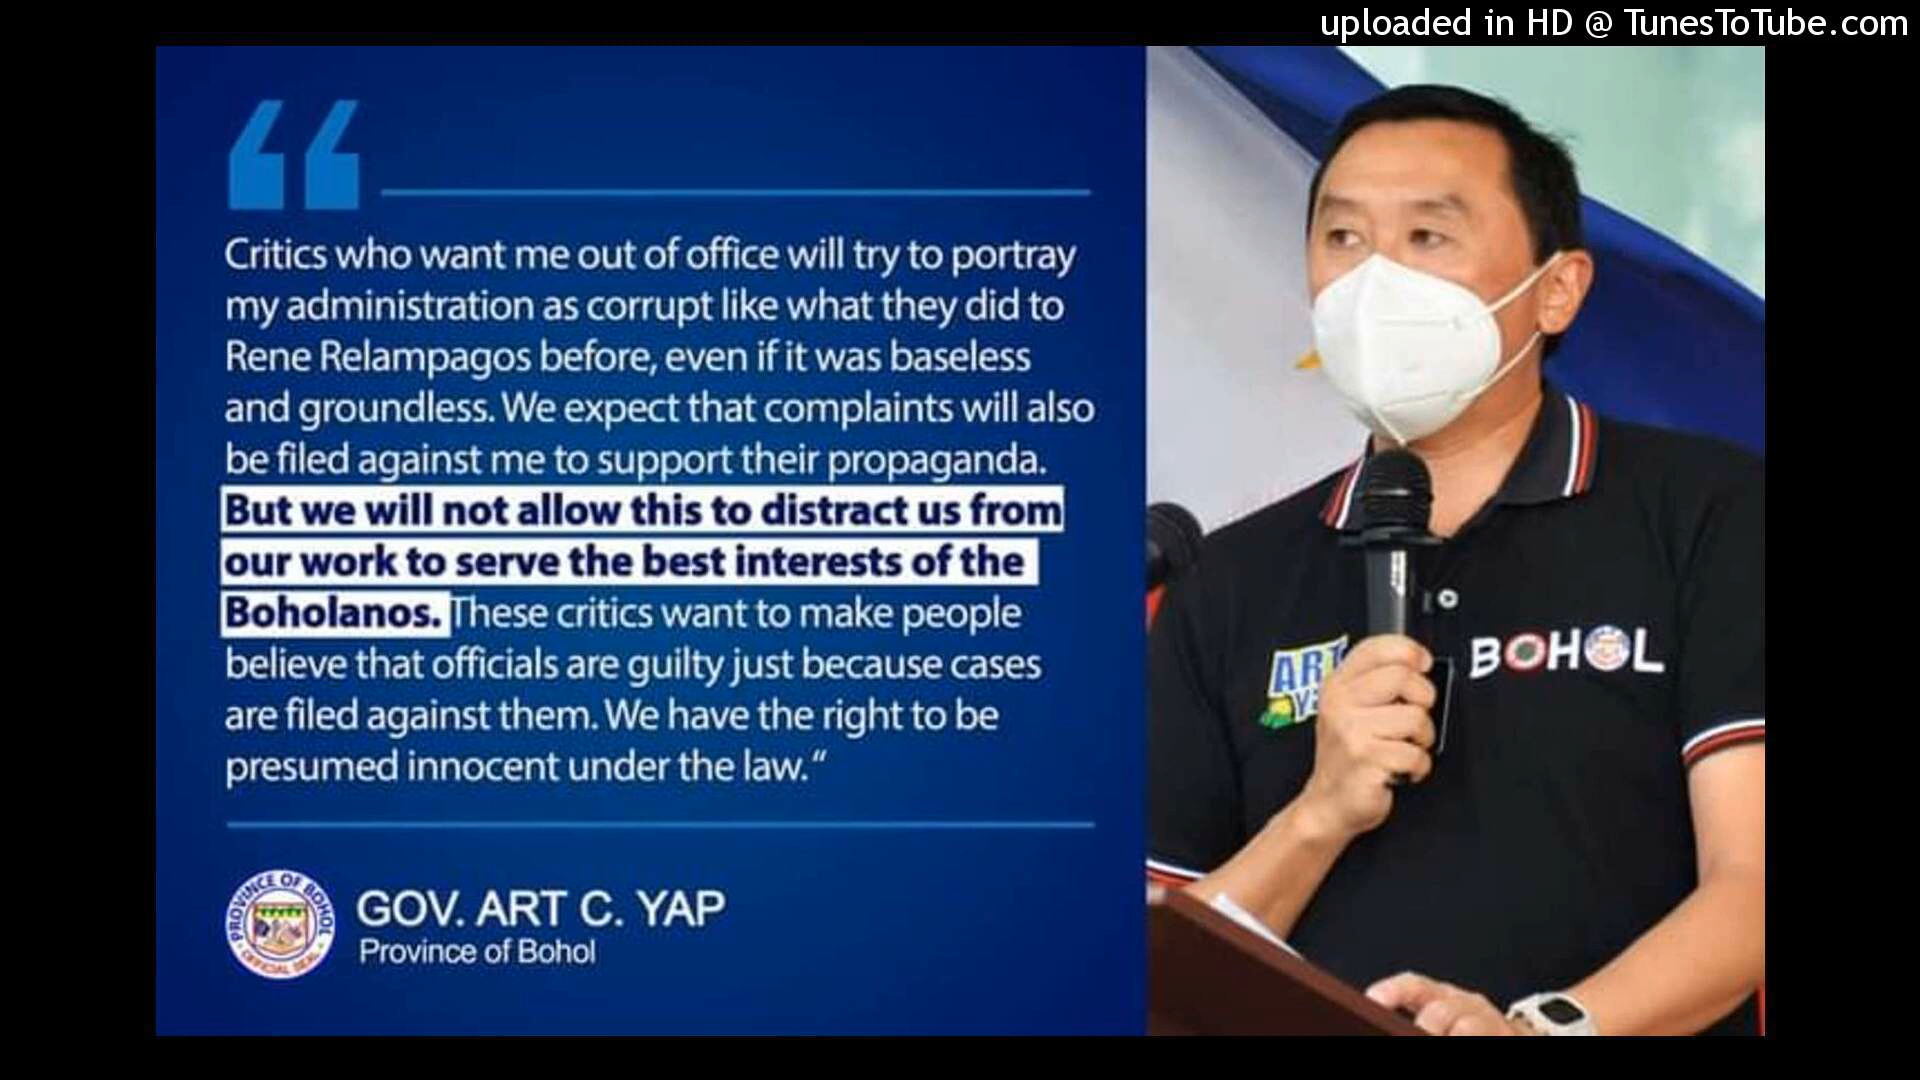 uploaded in HD @ TunesToTube.com
Critics who want me out of office will try to portray
my administration as corrupt like what they did to
Rene Relampagos before, even if it was baseless
and groundless. We expect that complaints will also
be filed against me to support their propaganda.
But we will not allow this to distract us from
our work to serve the best interests of the
Boholanos. These critics want to make people
believe that officials are guilty just because cases
are filed against them. We have the right to be
presumed innocent under the law.“
PROVINCE OF BOHOL
OFFICIAL SEAL
GOV. ART C. YAP
Province of Bohol
ART
BOHOL